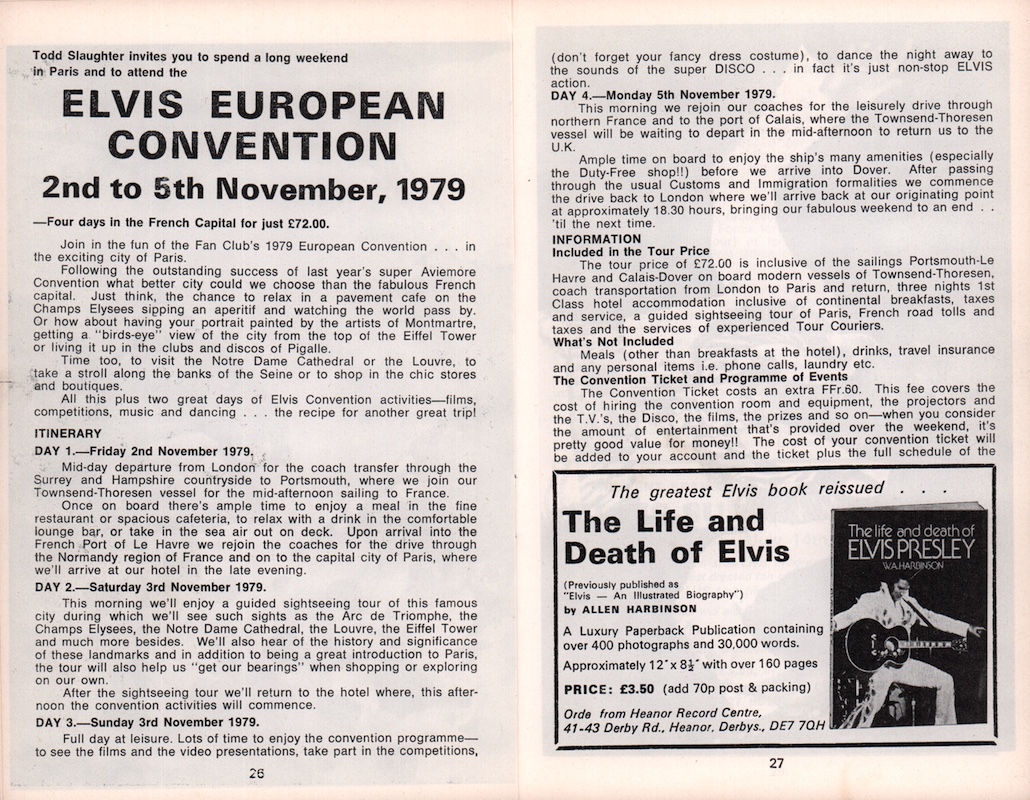 Todd Slaughter invites you to spend a long weekend
in Paris and to attend the
ELVIS EUROPEAN
CONVENTION
2nd to 5th November, 1979
—Four days in the French Capital for just £72.00.
Join in the fun of the Fan Club's 1979 European Convention . . . in
the exciting city of Paris.
Following the outstanding success of last year's super Aviemore
Convention what better city could we choose than the fabulous French
capital. Just think, the chance to relax in a pavement cafe on the
Champs Elysees sipping an aperitif and watching the world pass by.
Or how about having your portrait painted by the artists of Montmartre,
getting a "birds-eye" view of the city from the top of the Eiffel Tower
or living it up in the clubs and discos of Pigalle.
Time too, to visit the Notre Dame Cathedral or the Louvre, to
take a stroll along the banks of the Seine or to shop in the chic stores
and boutiques.
All this plus two great days of Elvis Convention activities—films,
competitions, music and dancing . . . the recipe for another great trip!
ITINERARY
DAY 1.—Friday 2nd November 1979.
Mid-day departure from London for the coach transfer through the
Surrey and Hampshire countryside to Portsmouth, where we join our
Townsend-Thoresen vessel for the mid-afternoon sailing to France.
Once on board there's ample time to enjoy a meal in the fine
restaurant or spacious cafeteria, to relax with a drink in the comfortable
lounge bar, or take in the sea air out on deck. Upon arrival into the
French Port of Le Havre we rejoin the coaches for the drive through
the Normandy region of France and on to the capital city of Paris, where
we'll arrive at our hotel in the late evening.
DAY 2.—Saturday 3rd November 1979.
This morning we'll enjoy a guided sightseeing tour of this famous
city during which we'll see such sights as the Arc de Triomphe, the
Champs Elysees, the Notre Dame Cathedral, the Louvre, the Eiffel Tower
and much more besides. We'll also hear of the history and significance
of these landmarks and in addition to being a great introduction to Paris,
the tour will also help us "get our bearings" when shopping or exploring
on our own.
After the sightseeing tour we'll return to the hotel where, this after-
noon the convention activities will commence.
DAY 3.—Sunday 3rd November 1979.
Full day at leisure. Lots of time to enjoy the convention programme—
to see the films and the video presentations, take part in the competitions,
26
(don't forget your fancy dress costume), to dance the night away to
the sounds of the super DISCO . . . in fact it's just non-stop ELVIS
action.
DAY 4.—Monday 5th November 1979.
This morning we rejoin our coaches for the leisurely drive through
northern France and to the port of Calais, where the Townsend-Thoresen
vessel will be waiting to depart in the mid-afternoon to return us to the
U.K.
Ample time on board to enjoy the ship's many amenities (especially
the Duty-Free shop!!) before we arrive into Dover. After passing
through the usual Customs and Immigration formalities we commence
the drive back to London where we'll arrive back at our originating point
at approximately 18.30 hours, bringing our fabulous weekend to an end . .
'til the next time.
INFORMATION
Included in the Tour Price
The tour price of £72.00 is inclusive of the sailings Portsmouth-Le
Havre and Calais-Dover on board modern vessels of Townsend-Thoresen,
coach transportation from London to Paris and return, three nights 1st
Class hotel accommodation inclusive of continental breakfasts, taxes
and service, a guided sightseeing tour of Paris, French road tolls and
taxes and the services of experienced Tour Couriers.
What's Not Included
Meals (other than breakfasts at the hotel), drinks, travel insurance
and any personal items i.e. phone calls, laundry etc.
The Convention Ticket and Programme of Events
The Convention Ticket costs an extra FFr.60. This fee covers the
cost of hiring the convention room and equipment, the projectors and
the T.V.'s, the Disco, the films, the prizes and so on—when you consider
the amount of entertainment that's provided over the weekend, it's
pretty good value for money!! The cost of your convention ticket will
be added to your account and the ticket plus the full schedule of the
The greatest Elvis book reissued . . .
The Life and
Death of Elvis
(Previously published as
"Elvis — An Illustrated Biography")
by ALLEN HARBINSON
A Luxury Paperback Publication containing
over 400 photographs and 30,000 words.
Approximately 12" x 8½" with over 160 pages
PRICE: £3.50 (add 70p post & packing)
Orde from Heanor Record Centre,
41-43 Derby Rd., Heanor, Derbys., DE7 7QH
The life and death of
ELVIS PRESLEY
W.A.HARBINSON
27